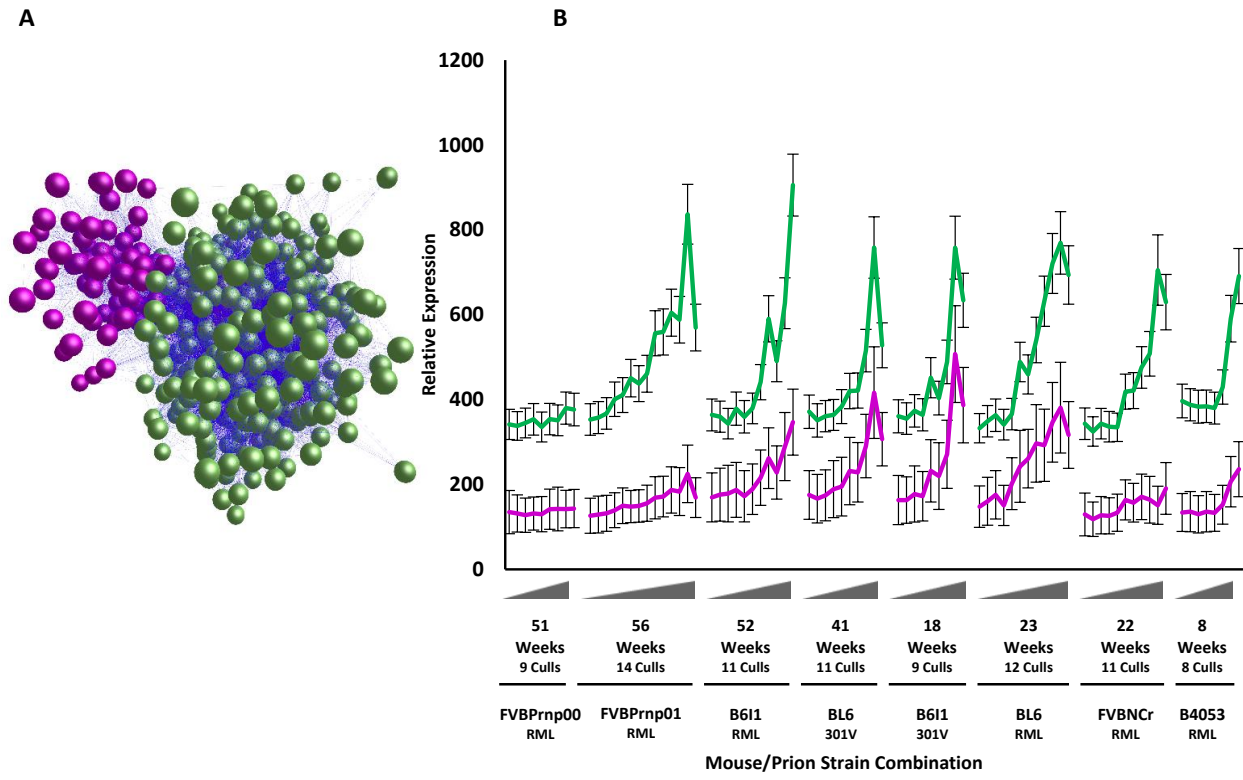 A
B
1200
1000
800
600
400
200
0
Relative Expression
51 56 52 41 18 23 22 8
Weeks Weeks Weeks Weeks Weeks Weeks Weeks Weeks
9 Culls 14 Culls 11 Culls 11 Culls 9 Culls 12 Culls 11 Culls 8 Culls
FVBPrnp00 FVBPrnp01 B6I1 BL6 B6I1 BL6 FVBNCr B4053
RML RML RML 301V 301V RML RML RML
Mouse/Prion Strain Combination